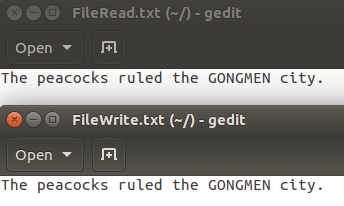 FileRead.txt (~/) - gedit
Open
The peacocks ruled the GONGMEN city.
FileWrite.txt (~/) - gedit
Open
The peacocks ruled the GONGMEN city.